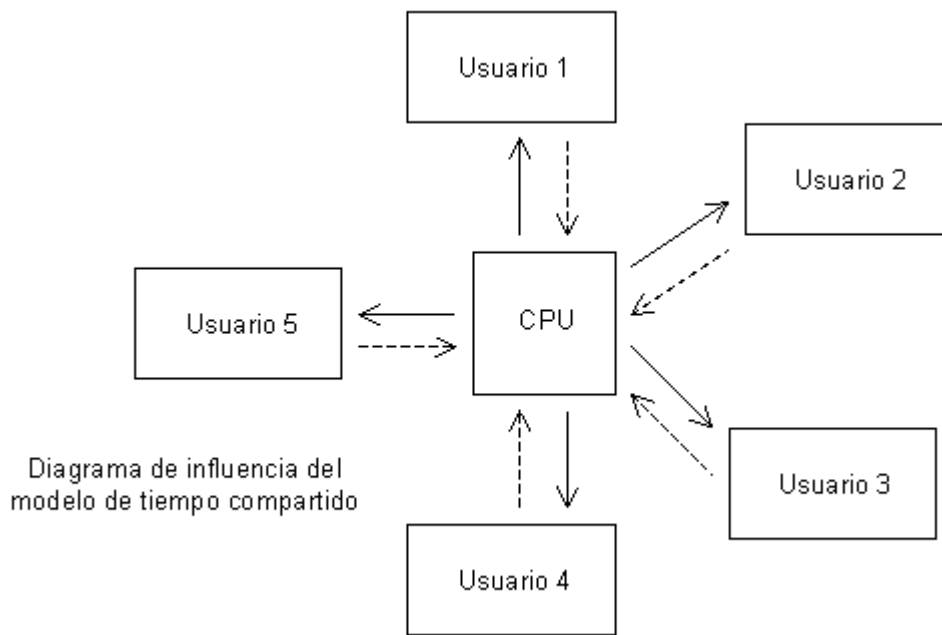 Usuario 1
Usuario 2
CPU
Usuario 5
Diagrama de influencia del
modelo de tiempo compartido
Usuario 3
Usuario 4